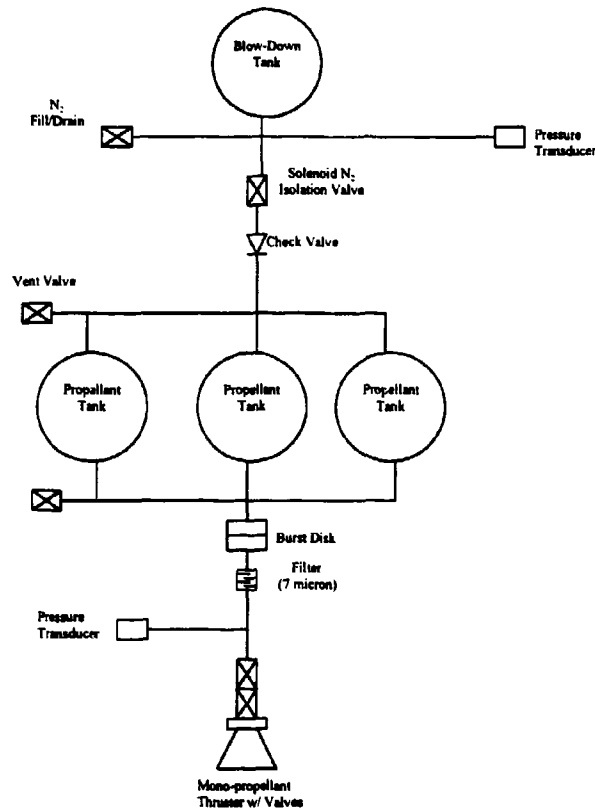 Blow-Down
Tank
N2
Fill/Drain
Pressure
Transducer
Solenoid N2
Isolation Valve
Check Valve
Vent Valve
Propellant
Tank
Propellant
Tank
Propellant
Tank
Burst Disk
Filter
(7 micron)
Pressure
Transducer
Mono-propellant
Thruster w/ Valves